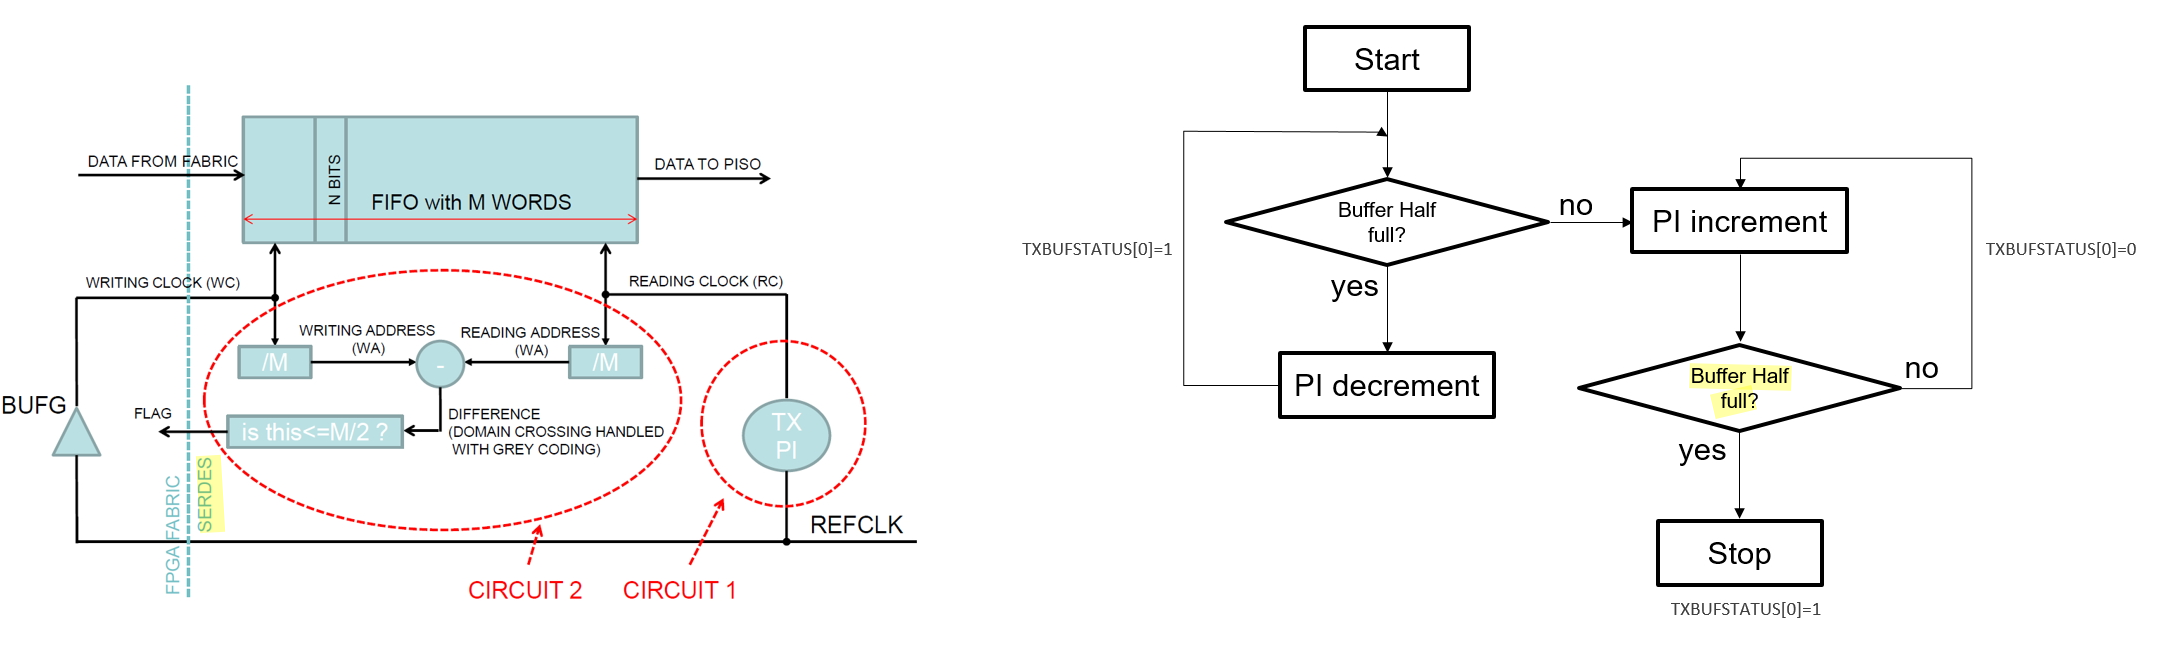 DATA FROM FABRIC
N BITS
FIFO with M WORDS
DATA TO PISO
WRITING CLOCK (WC)
READING CLOCK (RC)
WRITING ADDRESS
(WA)
READING ADDRESS
(WA)
/M
-
/M
BUFG
FLAG
is this<=M/2 ?
DIFFERENCE
(DOMAIN CROSSING HANDLED
WITH GREY CODING)
TX
PI
FPGA FABRIC
SERDES
REFCLK
CIRCUIT 2
CIRCUIT 1
Start
Buffer Half
full?
no
PI increment
TXBUFSTATUS[0]=1
TXBUFSTATUS[0]=0
yes
PI decrement
Buffer Half
full?
no
yes
Stop
TXBUFSTATUS[0]=1